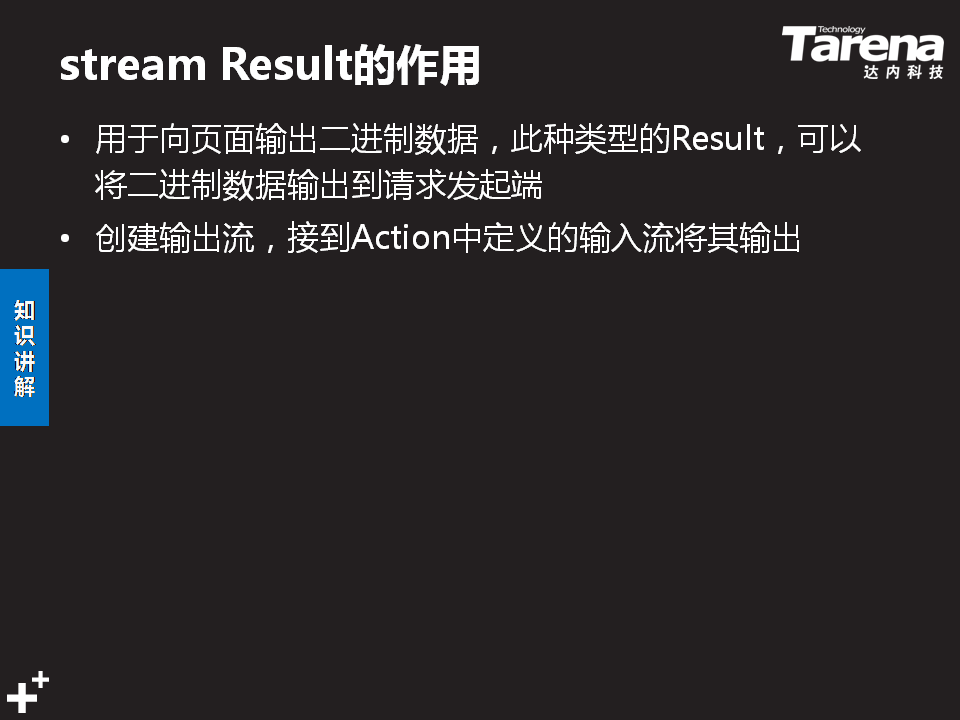 stream Result的作用
Technology
Tarena
达内科技
• 用于向页面输出二进制数据，此种类型的Result，可以
将二进制数据输出到请求发起端
• 创建输出流，接到Action中定义的输入流将其输出
知
识
讲
解